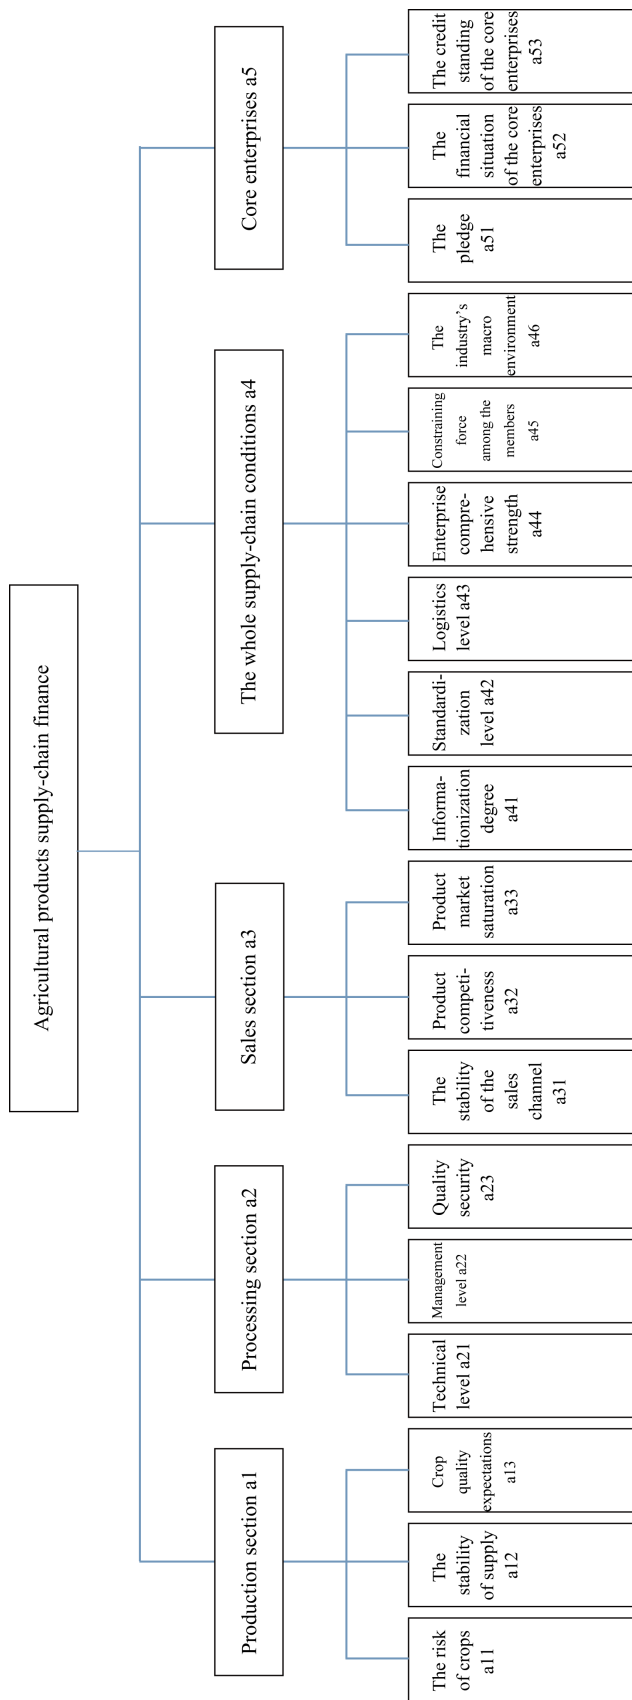 Agricultural products supply-chain finance
Production section a1
Processing section a2
Sales section a3
The whole supply-chain conditions a4
Core enterprises a5
The risk
of crops
a11
The
stability
of supply
a12
Crop
quality
expectations
a13
Technical
level a21
Management
level a22
Quality
security
a23
The
stability
of the
sales
channel
a31
Product
competi-
tiveness
a32
Product
market
saturation
a33
Informa-
tionization
degree
a41
Standardi-
zation
level a42
Logistics
level a43
Enterprise
compre-
hensive
strength
a44
Constraining
force
among the
members
a45
The
industry's
macro
environment
a46
The
pledge
a51
The
financial
situation
of the core
enterprises
a52
The credit
standing
of the core
enterprises
a53